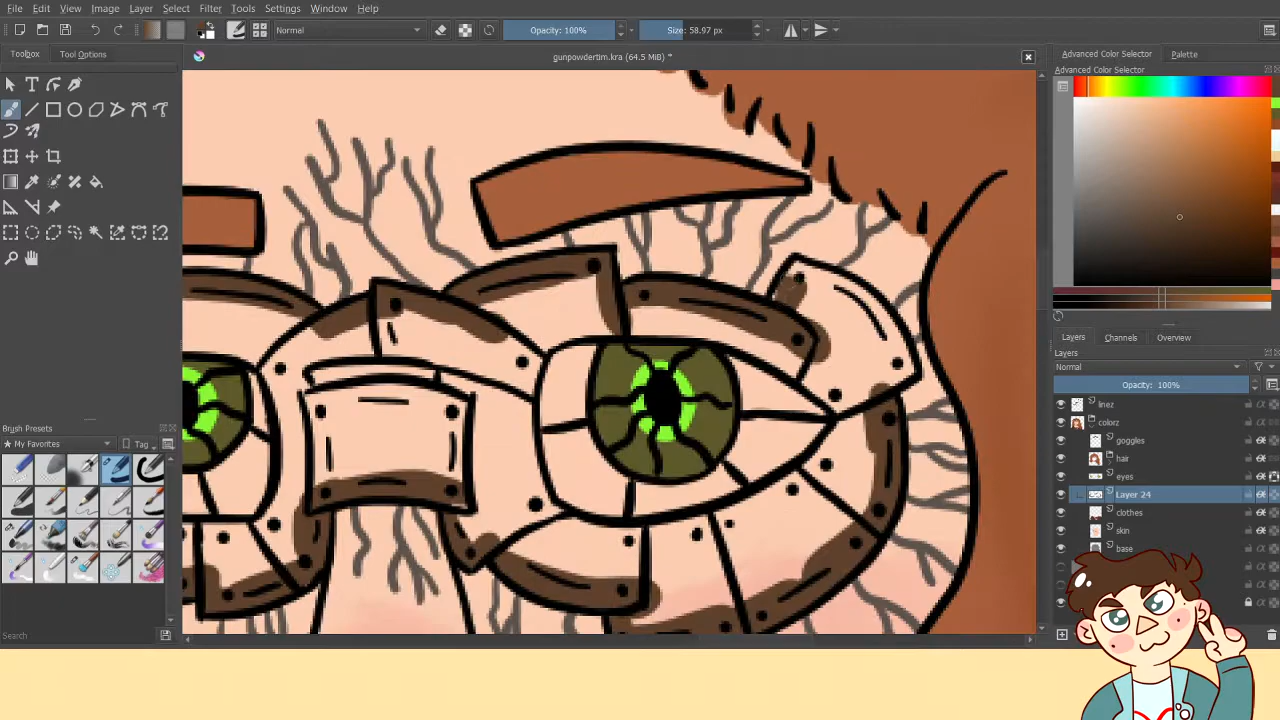 File Edit View Image Layer Select Filter Tools Settings Window Help
Normal
Opacity: 100%
Size: 58.97 px
Toolbox
Tool Options
gunpowdertim.kra (64.5 MiB) *
Advanced Color Selector
Palette
Advanced Color Selector
Layers
Channels
Overview
Layers
Normal
Opacity: 100%
linez
colorz
goggles
hair
eyes
Layer 24
clothes
skin
base
Brush Presets
★ My Favorites
Tag
Search